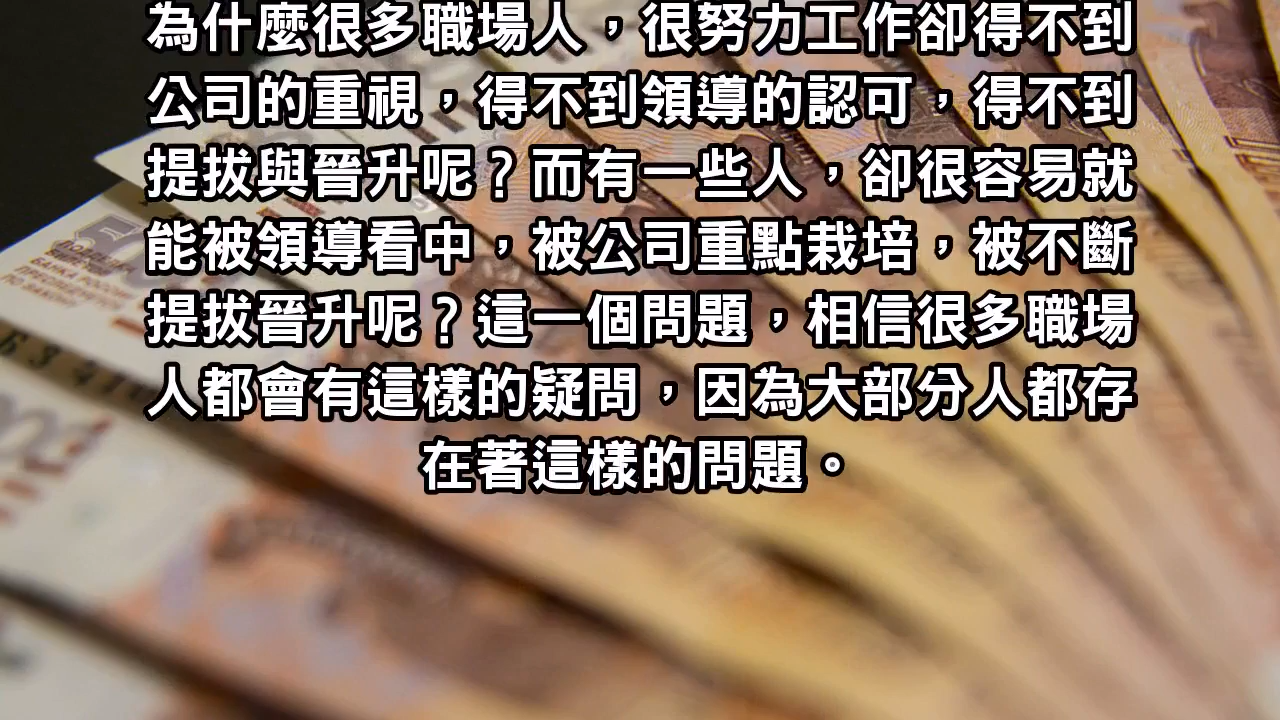 為什麼很多職場人，很努力工作卻得不到
公司的重視，得不到領導的認可，得不到
提拔與晉升呢？而有一些人，卻很容易就
能被領導看中，被公司重點栽培，被不斷
提拔晉升呢？這一個問題，相信很多職場
人都會有這樣的疑問，因為大部分人都存
在著這樣的問題。